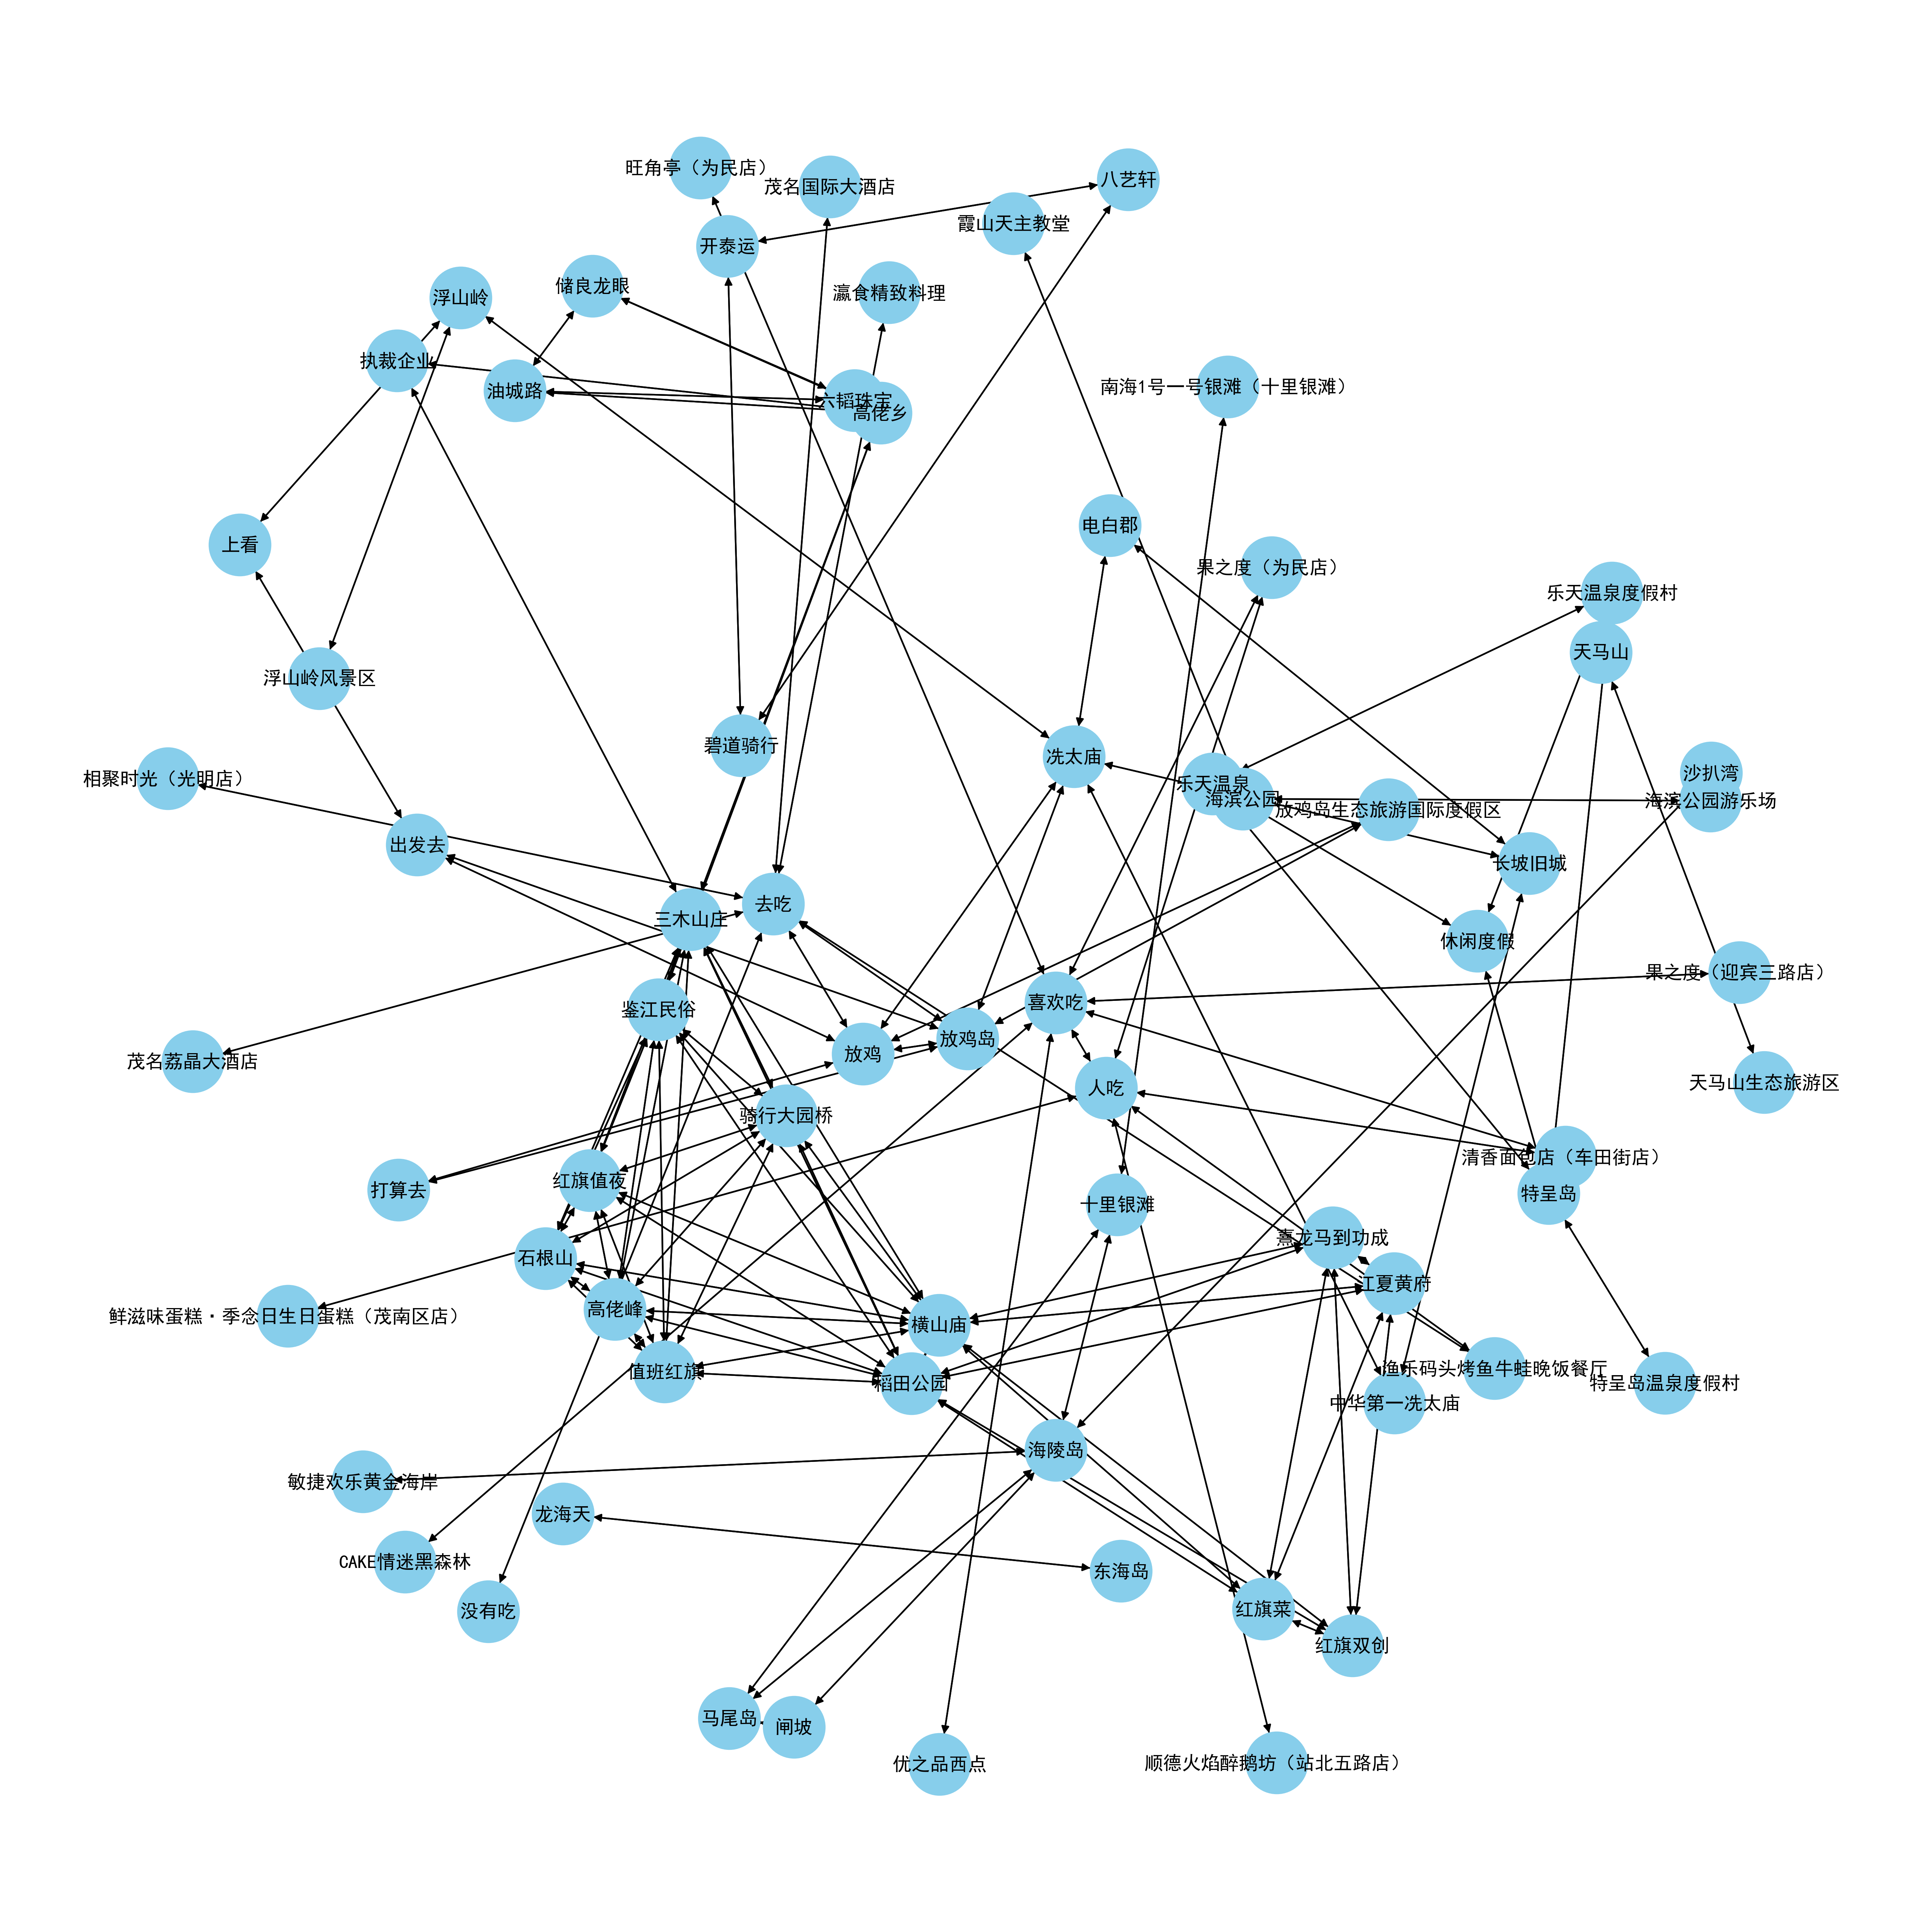 旺角亭（为民店）
茂名国际大酒店
八艺轩
霞山天主教堂
开泰运
储良龙眼
瀛食精致料理
浮山岭
执裁企业
油城路
六韬珠宝
高佬乡
南海1号一号银滩（十里银滩）
电白郡
上看
果之度（为民店）
乐天温泉度假村
天马山
浮山岭风景区
碧道骑行
冼太庙
相聚时光（光明店）
乐天温泉
海滨公园
沙扒湾
海滨公园游乐场
放鸡岛生态旅游国际度假区
出发去
长坡旧城
去吃
三木山庄
休闲度假
果之度（迎宾三路店）
鉴江民俗
喜欢吃
放鸡岛
放鸡
茂名荔晶大酒店
天马山生态旅游区
人吃
骑行大园桥
清香面包店（车田街店）
红旗值夜
打算去
特呈岛
十里银滩
熹龙马到功成
石根山
江夏黄府
高佬峰
鲜滋味蛋糕·季念日生日蛋糕（茂南区店）
横山庙
渔乐码头烤鱼牛蛙晚饭餐厅
值班红旗
稻田公园
特呈岛温泉度假村
中华第一冼太庙
海陵岛
敏捷欢乐黄金海岸
龙海天
CAKE情迷黑森林
东海岛
没有吃
红旗菜
红旗双创
马尾岛
闸坡
优之品西点
顺德火焰醉鹅坊（站北五路店）